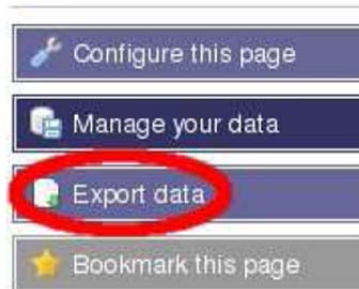 Configure this page
Manage your data
Export data
Bookmark this page